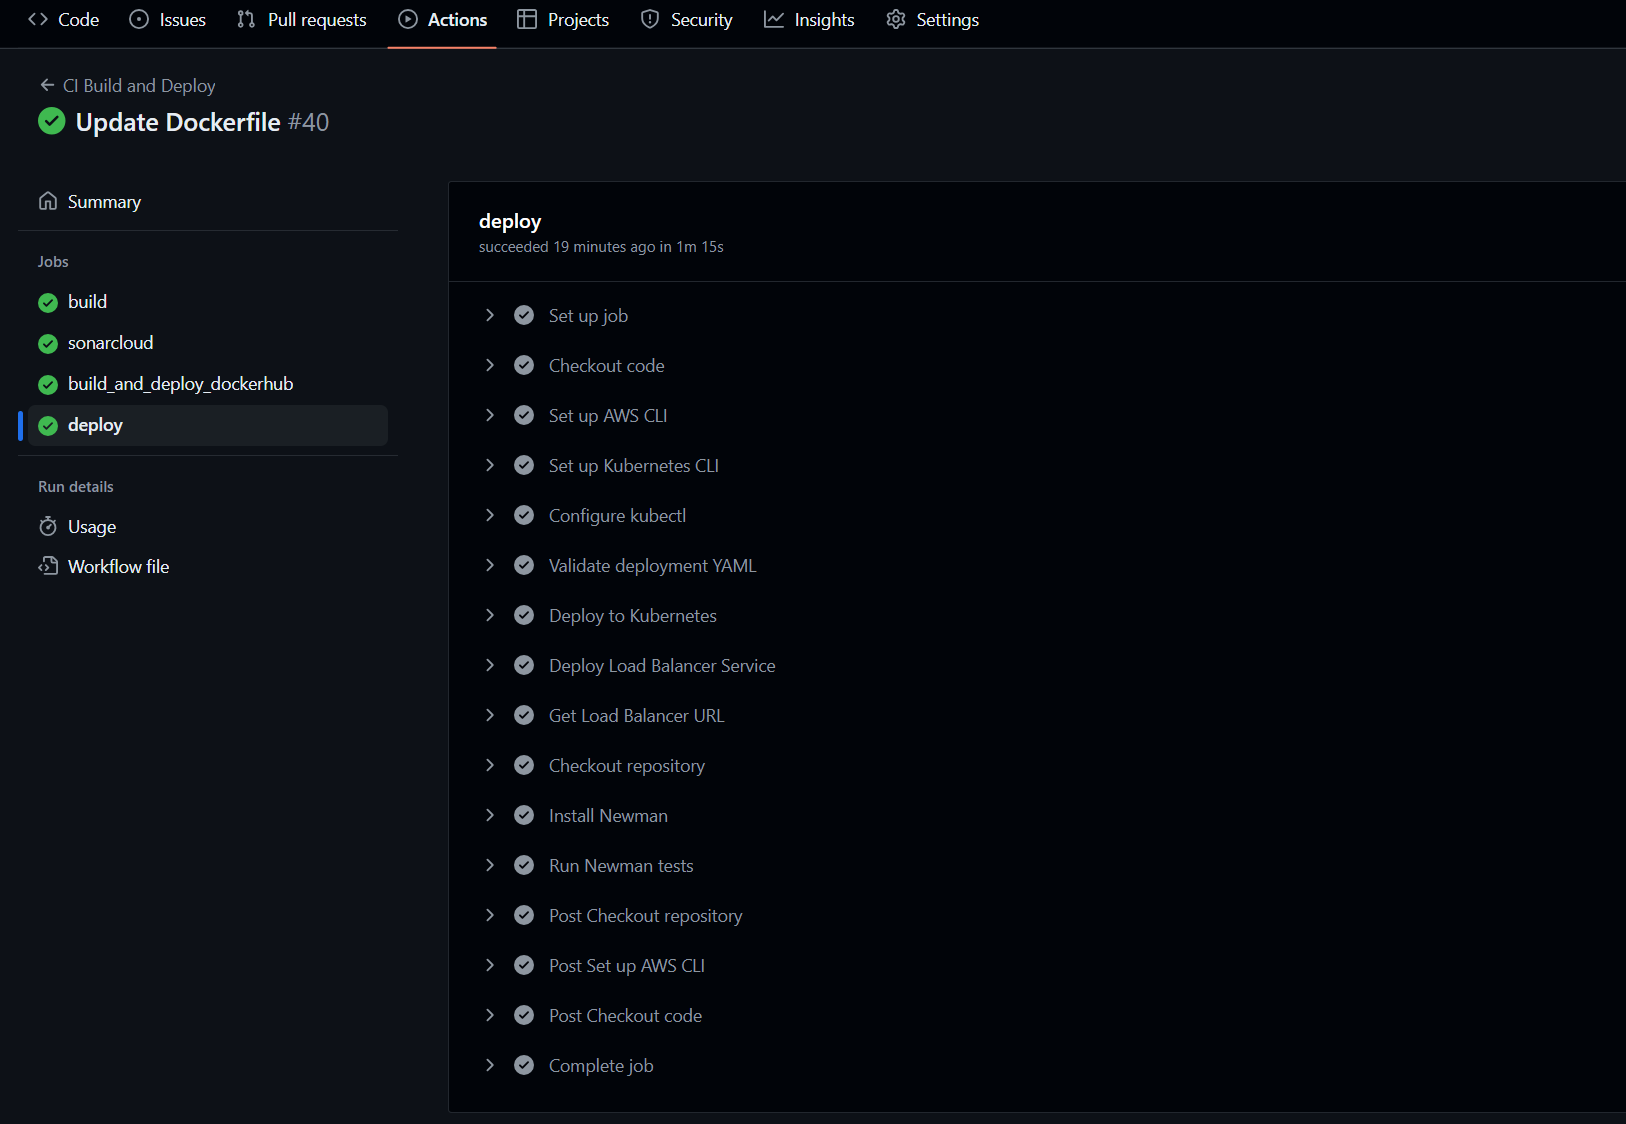 Code Issues Pull requests Actions Projects Security Insights Settings
CI Build and Deploy
Update Dockerfile #40
Summary
Jobs
build
sonarcloud
build_and_deploy_dockerhub
deploy
Run details
Usage
Workflow file
deploy
succeeded 19 minutes ago in 1m 15s
Set up job
Checkout code
Set up AWS CLI
Set up Kubernetes CLI
Configure kubectl
Validate deployment YAML
Deploy to Kubernetes
Deploy Load Balancer Service
Get Load Balancer URL
Checkout repository
Install Newman
Run Newman tests
Post Checkout repository
Post Set up AWS CLI
Post Checkout code
Complete job